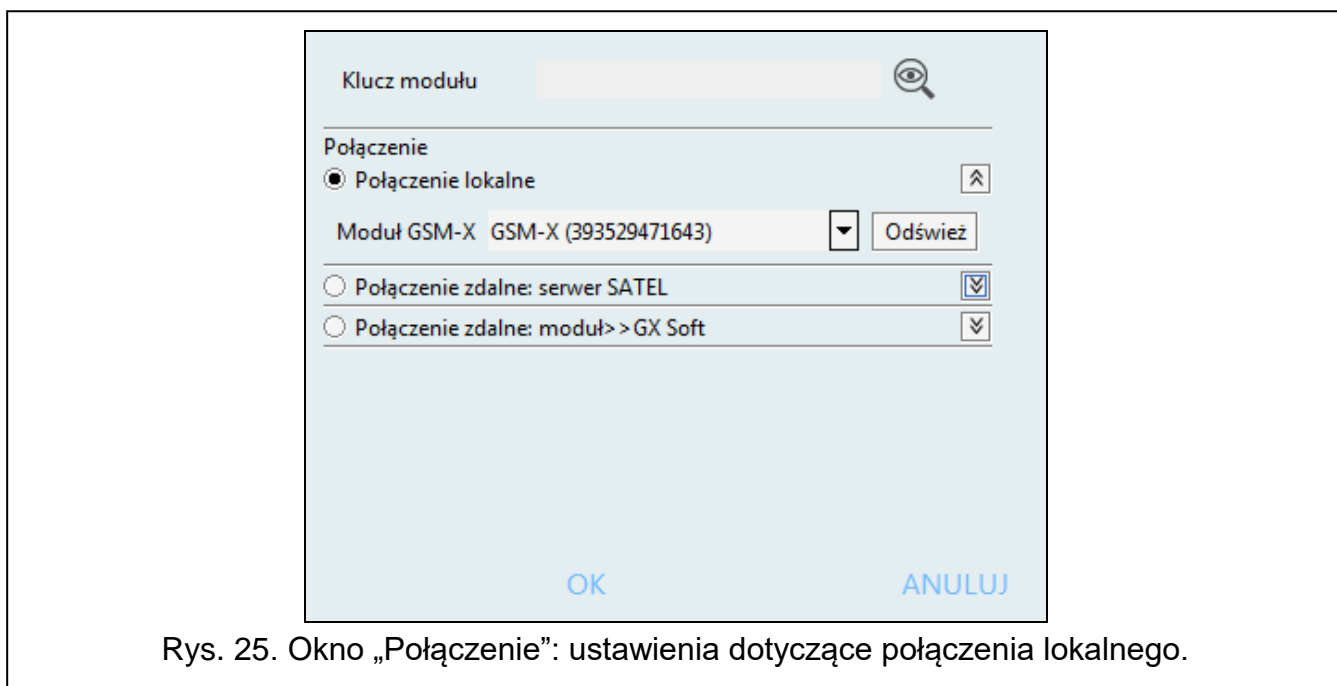 Klucz modułu
Połączenie
Połączenie lokalne
Moduł GSM-X GSM-X (393529471643) Odśwież
Połączenie zdalne: serwer SATEL
Połączenie zdalne: moduł>>GX Soft
OK ANULUJ
Rys. 25. Okno „Połączenie”: ustawienia dotyczące połączenia lokalnego.